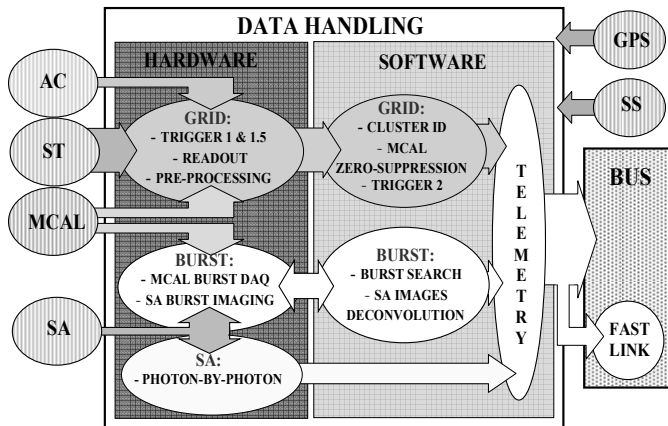 DATA HANDLING
HARDWARE
SOFTWARE
GPS
SS
AC
ST
MCAL
SA
GRID:
- TRIGGER 1 & 1.5
- READOUT
- PRE-PROCESSING
GRID:
- CLUSTER ID
- MCAL
ZERO-SUPPRESSION
- TRIGGER 2
BURST:
- MCAL BURST DAQ
- SA BURST IMAGING
BURST:
- BURST SEARCH
- SA IMAGES
DECONVOLUTION
SA:
- PHOTON-BY-PHOTON
TELEMETRY
BUS
FAST
LINK